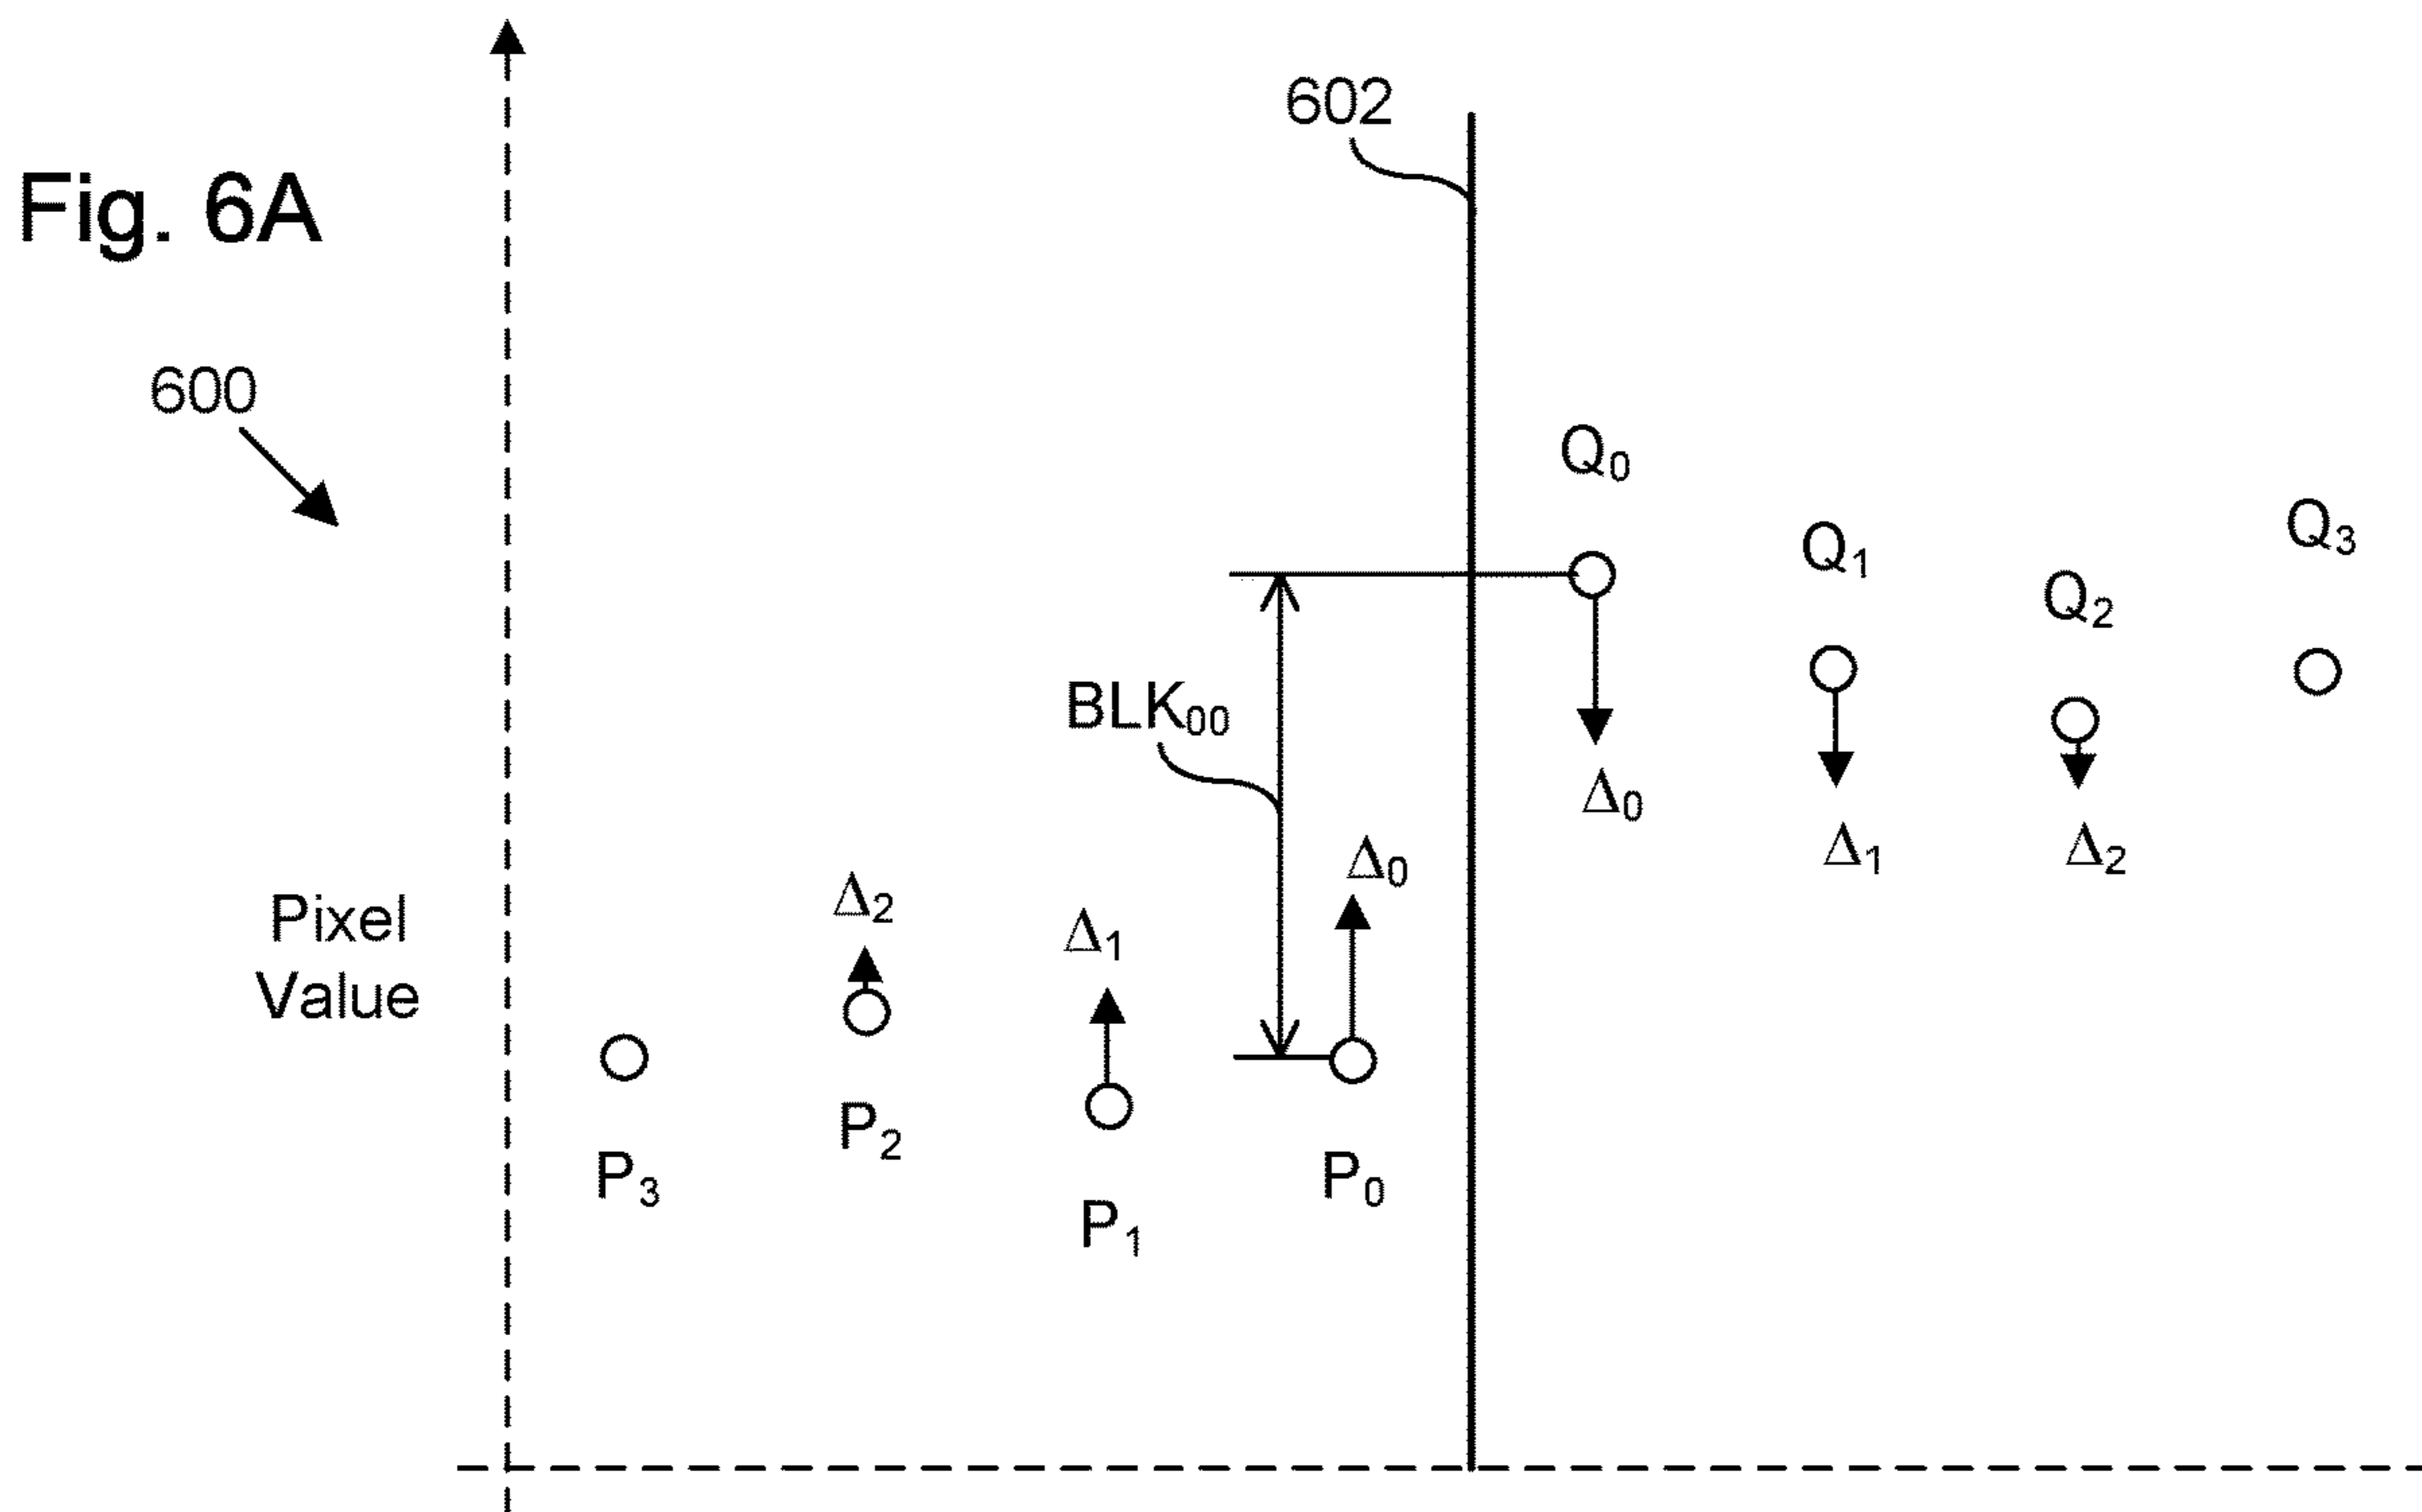 602
Fig. 6A
600
Q₀
Q₁
Q₃
Q₂
BLK₀₀
Δ₀
Δ₁
Δ₂
Δ₀
Δ₂
Δ₁
Pixel
Value
P₃
P₂
P₁
P₀